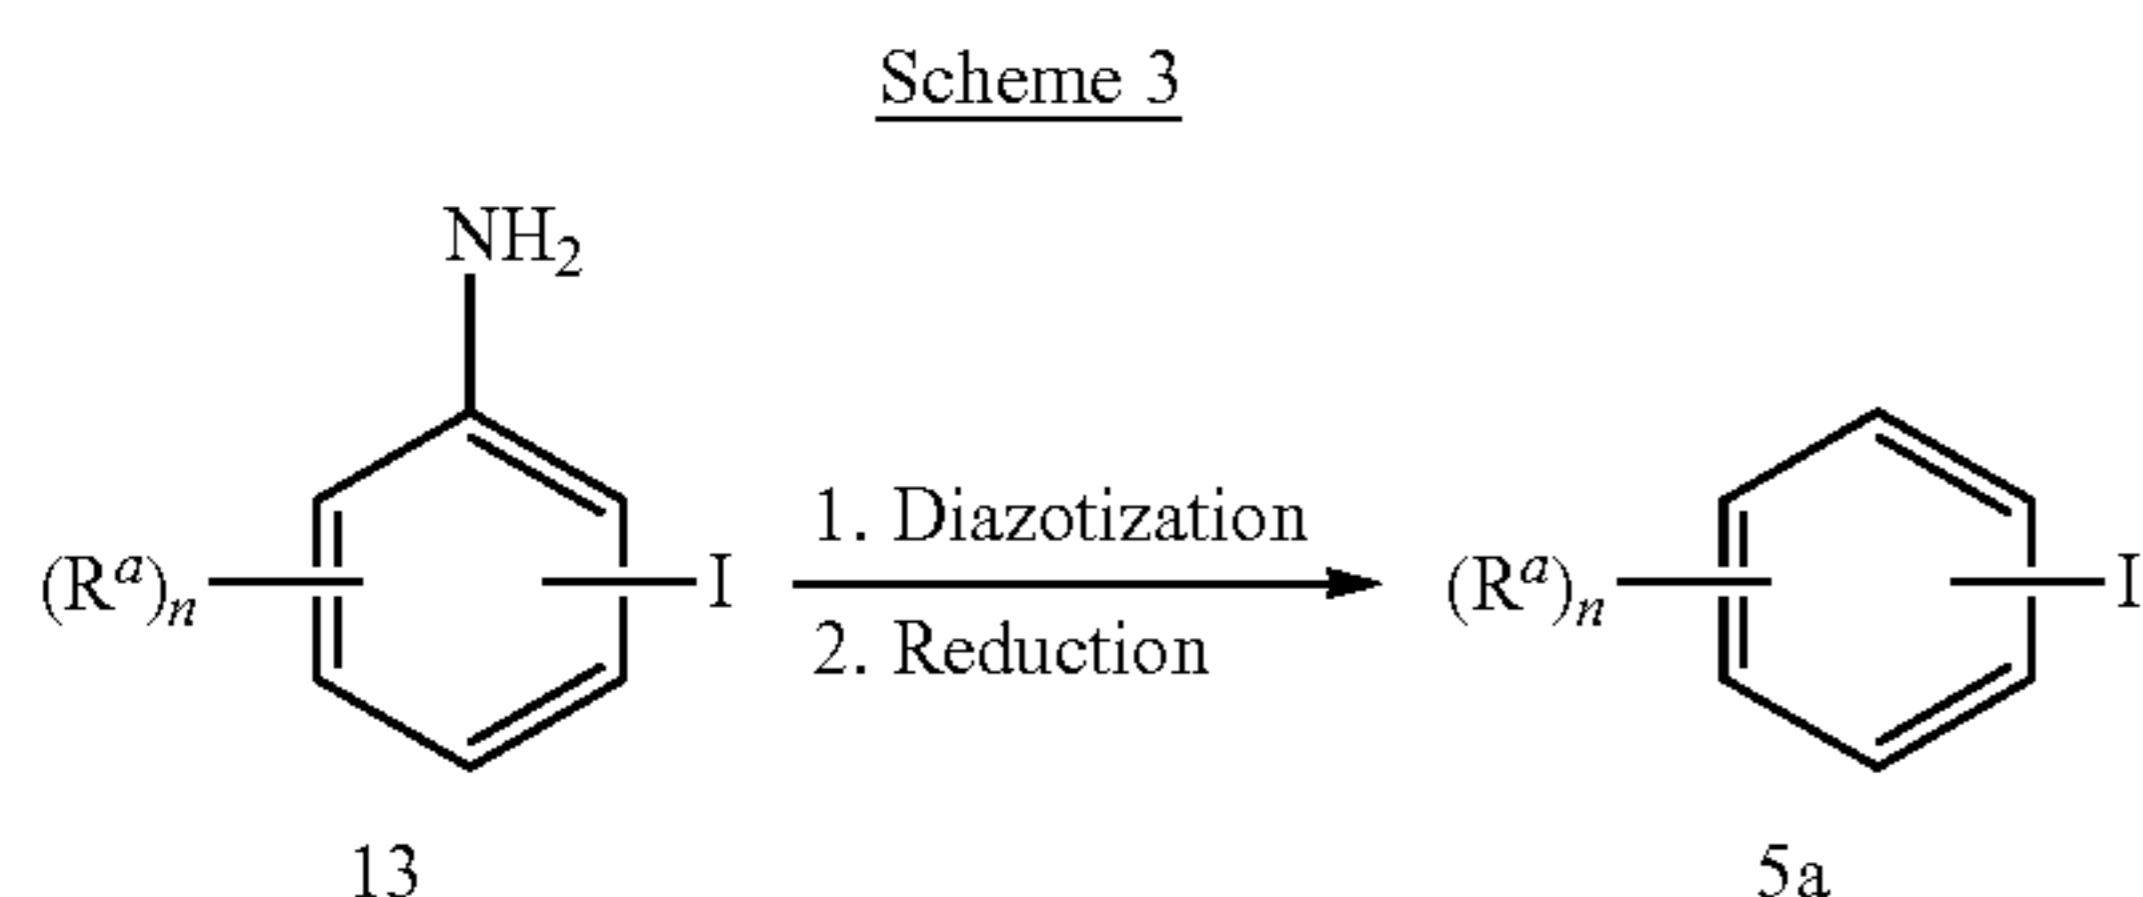 Scheme 3
NH₂
(Rᵃ)ₙ
I
1. Diazotization
2. Reduction
(Rᵃ)ₙ
I
13
5a